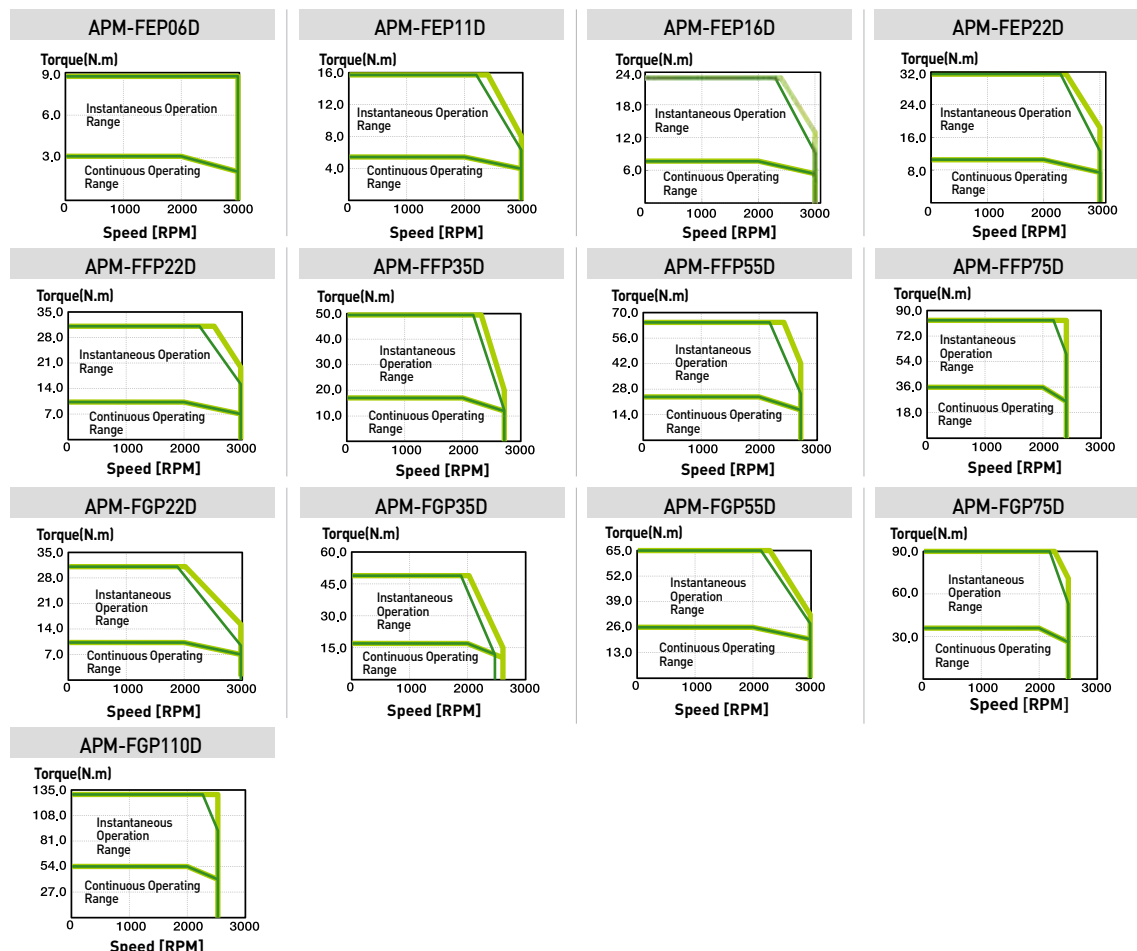 APM-FEP06D
Torque(N.m)
9.0
6.0
3.0
Instantaneous Operation
Range
Continuous Operating
Range
0 1000 2000 3000
Speed [RPM]
APM-FEP11D
Torque(N.m)
16.0
12.0
8.0
4.0
Instantaneous Operation
Range
Continuous Operating
Range
0 1000 2000 3000
Speed [RPM]
APM-FEP16D
Torque(N.m)
24.0
18.0
12.0
6.0
Instantaneous Operation
Range
Continuous Operating
Range
0 1000 2000 3000
Speed [RPM]
APM-FEP22D
Torque(N.m)
32.0
24.0
16.0
8.0
Instantaneous Operation
Range
Continuous Operating
Range
0 1000 2000 3000
Speed [RPM]
APM-FFP22D
Torque(N.m)
35.0
28.0
21.0
14.0
7.0
Instantaneous Operation
Range
Continuous Operating
Range
0 1000 2000 3000
Speed [RPM]
APM-FFP35D
Torque(N.m)
50.0
40.0
30.0
20.0
10.0
Instantaneous
Operation
Range
Continuous Operating
Range
0 1000 2000 3000
Speed [RPM]
APM-FFP55D
Torque(N.m)
70.0
56.0
42.0
28.0
14.0
Instantaneous
Operation
Range
Continuous Operating
Range
0 1000 2000 3000
Speed [RPM]
APM-FFP75D
Torque(N.m)
90.0
72.0
54.0
36.0
18.0
Instantaneous
Operation
Range
Continuous Operating
Range
0 1000 2000 3000
Speed [RPM]
APM-FGP22D
Torque(N.m)
35.0
28.0
21.0
14.0
7.0
Instantaneous
Operation
Range
Continuous Operating
Range
0 1000 2000 3000
Speed [RPM]
APM-FGP35D
Torque(N.m)
60.0
45.0
30.0
15.0
Instantaneous
Operation
Range
Continuous Operating
Range
0 1000 2000 3000
Speed [RPM]
APM-FGP55D
Torque(N.m)
65.0
52.0
39.0
26.0
13.0
Instantaneous
Operation
Range
Continuous Operating
Range
0 1000 2000 3000
Speed [RPM]
APM-FGP75D
Torque(N.m)
90.0
60.0
30.0
Instantaneous
Operation
Range
Continuous Operating
Range
0 1000 2000 3000
Speed [RPM]
APM-FGP110D
Torque(N.m)
135.0
108.0
81.0
54.0
27.0
Instantaneous
Operation
Range
Continuous Operating
Range
0 1000 2000 3000
Speed [RPM]